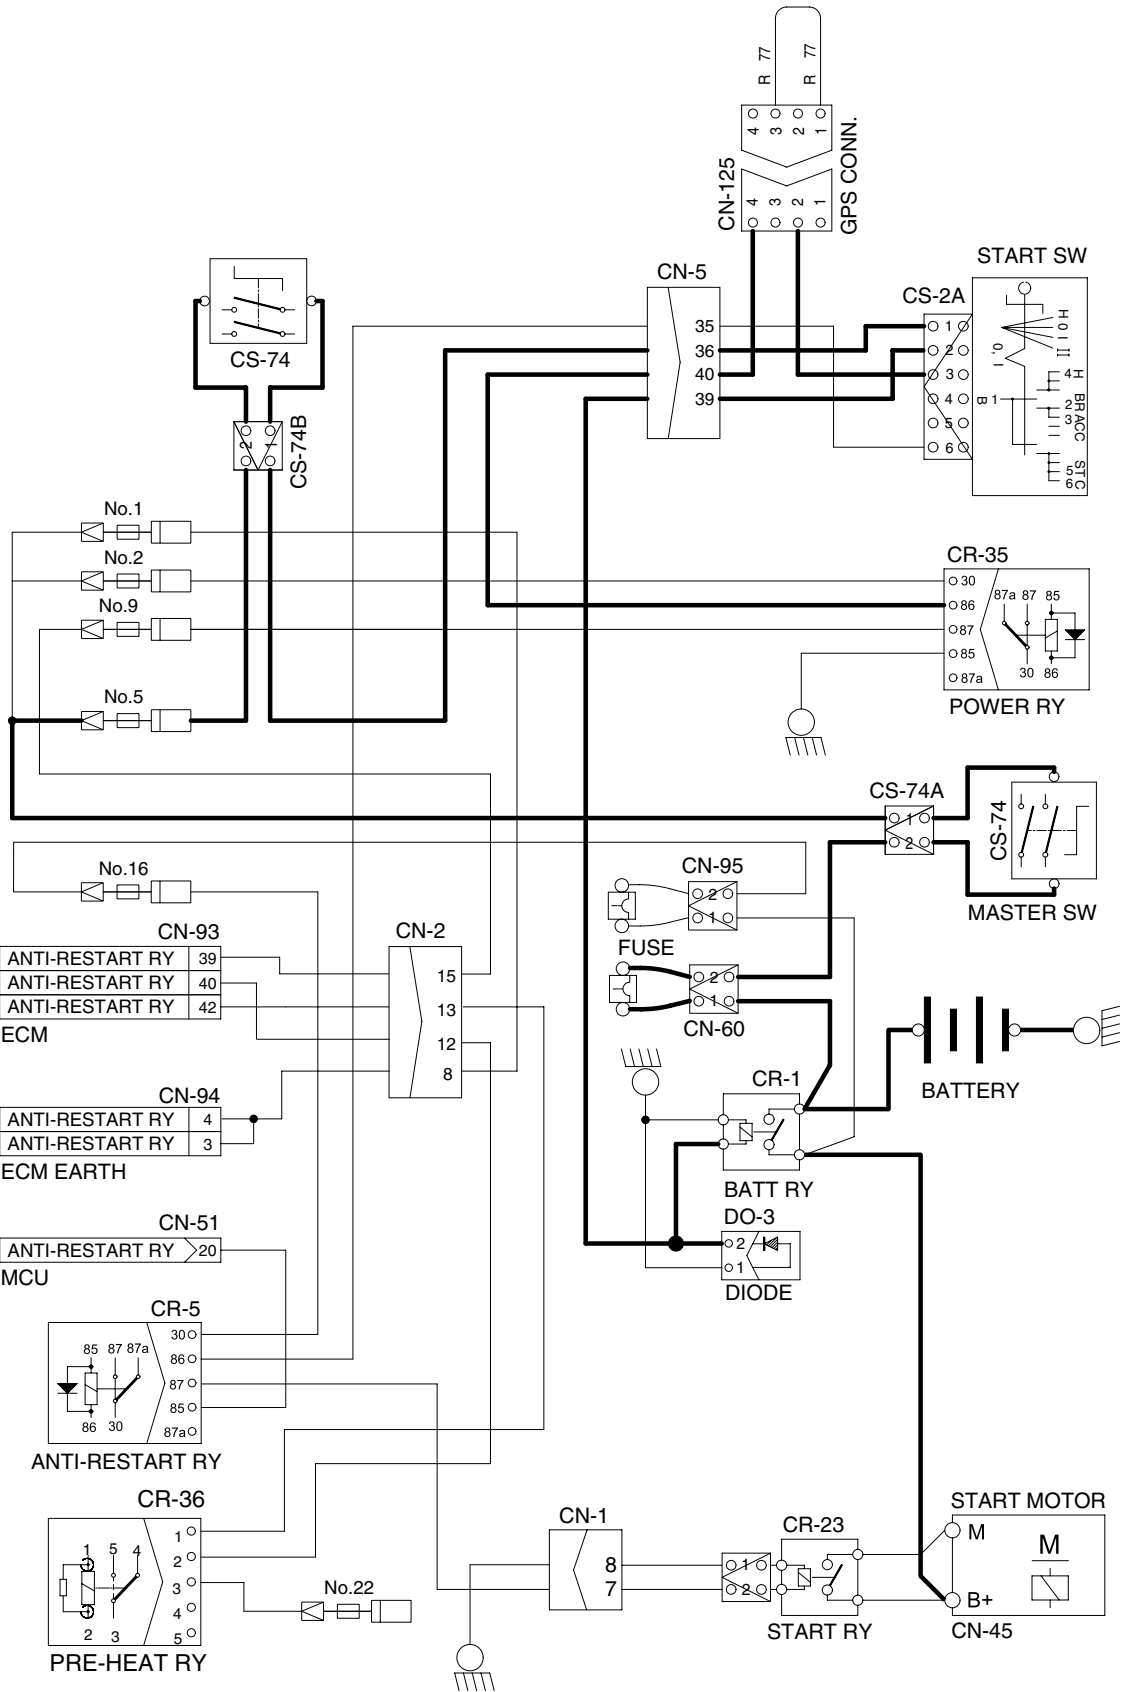 R 77
R 77
4 3 2 1
CN-125
4 3 2 1
GPS CONN.
START SW
CN-5
CS-2A
35
36
40
39
1
2
3
4
5
6
H 0 I II
0, I
B 1
4 H
B
2 BR
3 ACC
ST
5
6 C
CS-74
2 1
CS-74B
No.1
No.2
No.9
No.5
CR-35
30
86
87
85
87a
87a 87 85
30 86
POWER RY
CS-74A
1
2
CS-74
MASTER SW
No.16
CN-95
2
1
FUSE
2
1
CN-60
CN-93
ANTI-RESTART RY 39
ANTI-RESTART RY 40
ANTI-RESTART RY 42
ECM
CN-2
15
13
12
8
CN-94
ANTI-RESTART RY 4
ANTI-RESTART RY 3
ECM EARTH
CR-1
BATT RY
BATTERY
DO-3
2
1
DIODE
CN-51
ANTI-RESTART RY 20
MCU
CR-5
30
86
87
85
87a
85 87 87a
86 30
ANTI-RESTART RY
CR-36
1
2
3
4
5
1 5 4
2 3
PRE-HEAT RY
No.22
CN-1
8
7
1
2
CR-23
START RY
START MOTOR
M
M
B+
CN-45